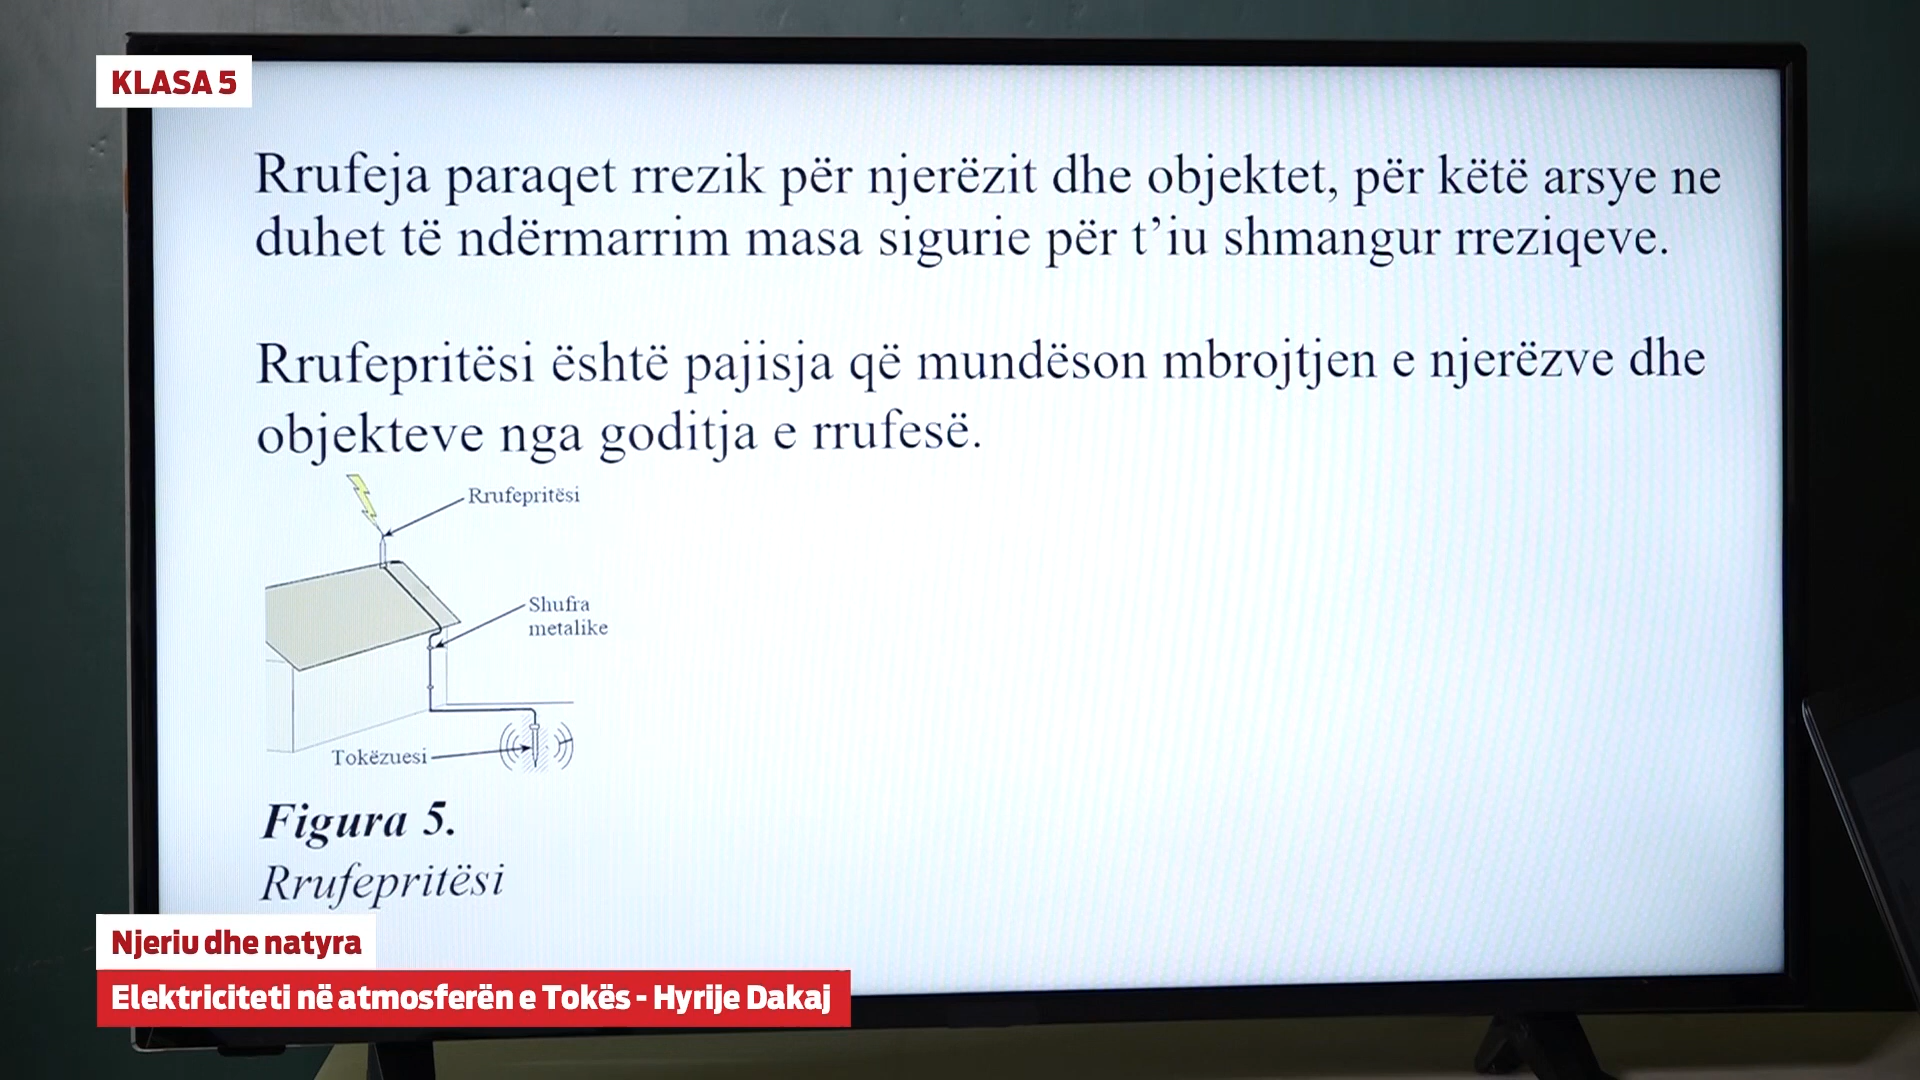 KLASA 5
Rrufeja paraqet rrezik për njerëzit dhe objektet, për këtë arsye ne
duhet të ndërmarrim masa sigurie për t’iu shmangur rreziqeve.
Rrufepritësi është pajisja që mundëson mbrojtjen e njerëzve dhe
objekteve nga goditja e rrufesë.
Rrufepritësi
Shufra
metalike
Tokëzuesi
Figura 5.
Rrufepritësi
Njeriu dhe natyra
Elektriciteti në atmosferën e Tokës - Hyrije Dakaj